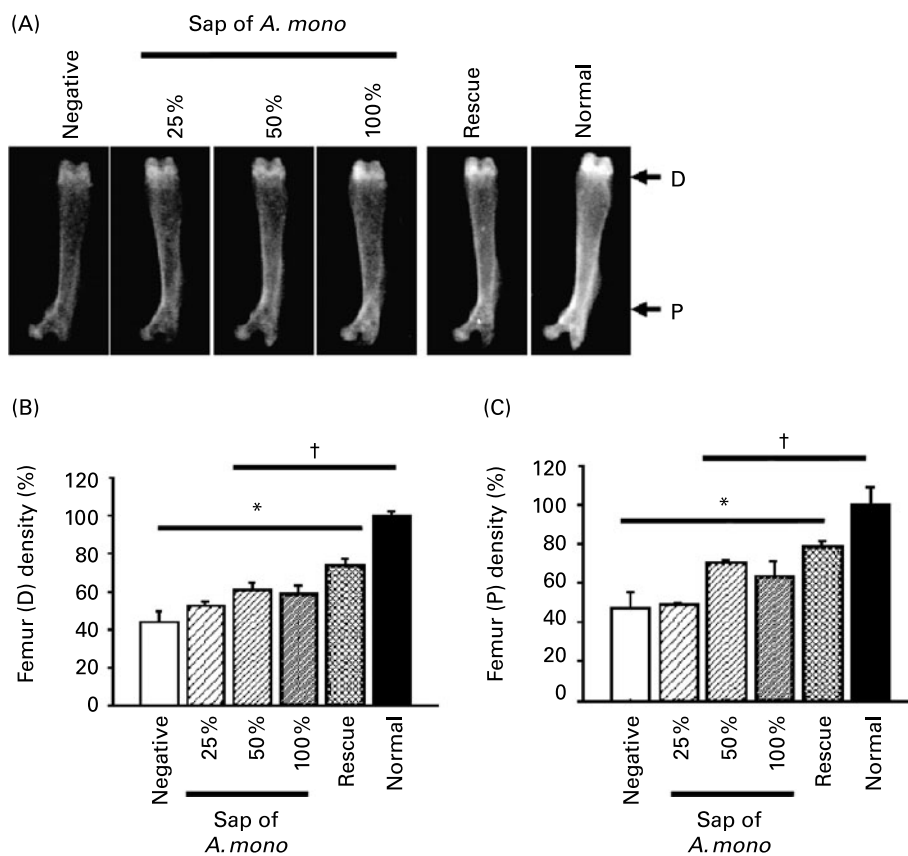 (A)
Sap of A. mono
Negative
25%
50%
100%
Rescue
Normal
D
P
(B)
Femur (D) density (%)
120
100
80
60
40
20
0
*
†
Negative
25%
50%
100%
Rescue
Normal
Sap of
A. mono
(C)
Femur (P) density (%)
120
100
80
60
40
20
0
*
†
Negative
25%
50%
100%
Rescue
Normal
Sap of
A. mono